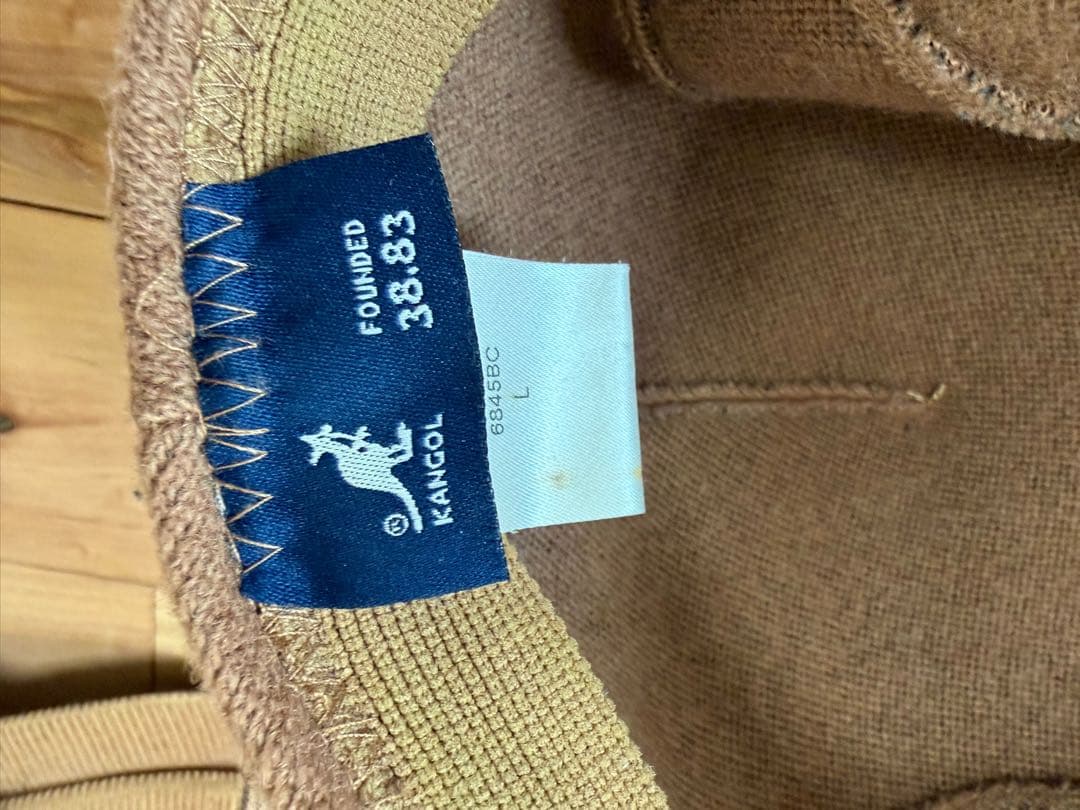 ®
KANGOL
FOUNDED
38.83
6845BC
L